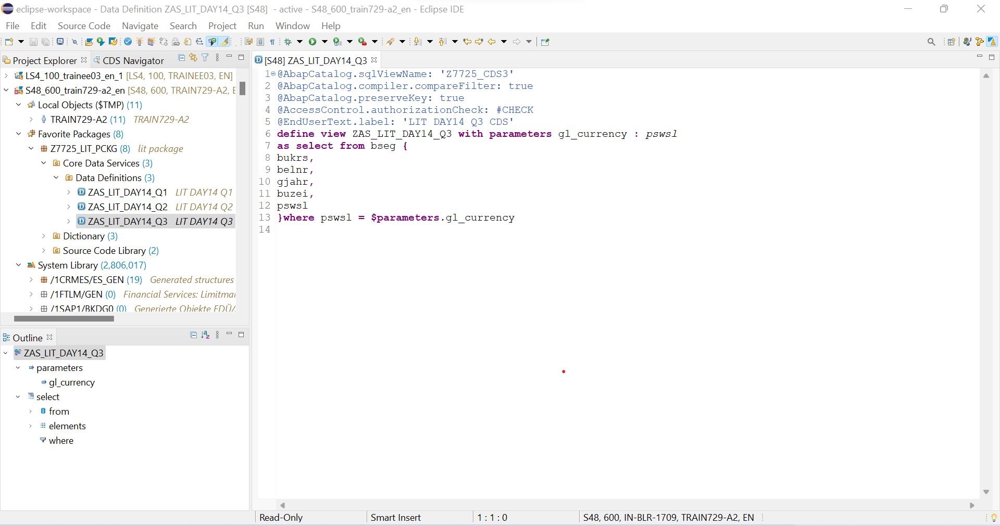 eclipse-workspace - Data Definition ZAS_LIT_DAY14_Q3 [S48]  - active - S48_600_train729-a2_en - Eclipse IDE
File Edit Source Code Navigate Search Project Run Window Help
Project Explorer CDS Navigator
LS4_100_trainee03_en_1 [LS4, 100, TRAINEE03, EN]
S48_600_train729-a2_en [S48, 600, TRAIN729-A2, E
Local Objects ($TMP) (11)
TRAIN729-A2 (11) TRAIN729-A2
Favorite Packages (8)
Z7725_LIT_PCKG (8) lit package
Core Data Services (3)
Data Definitions (3)
ZAS_LIT_DAY14_Q1 LIT DAY14 Q1
ZAS_LIT_DAY14_Q2 LIT DAY14 Q2
ZAS_LIT_DAY14_Q3 LIT DAY14 Q3
Dictionary (3)
Source Code Library (2)
System Library (2,806,017)
/1CRMES/ES_GEN (19) Generated structures
/1FTLM/GEN (0) Financial Services: Limitmar
/1SAP1/BKDG0 (0) Generierte Objekte EDÜ/
Outline
ZAS_LIT_DAY14_Q3
parameters
gl_currency
select
from
elements
where
[S48] ZAS_LIT_DAY14_Q3
1 @AbapCatalog.sqlViewName: 'Z7725_CDS3'
2 @AbapCatalog.compiler.compareFilter: true
3 @AbapCatalog.preserveKey: true
4 @AccessControl.authorizationCheck: #CHECK
5 @EndUserText.label: 'LIT DAY14 Q3 CDS'
6 define view ZAS_LIT_DAY14_Q3 with parameters gl_currency : pswsl
7 as select from bseg {
8 bukrs,
9 belnr,
10 gjahr,
11 buzei,
12 pswsl
13 }where pswsl = $parameters.gl_currency
14
Read-Only Smart Insert 1 : 1 : 0 S48, 600, IN-BLR-1709, TRAIN729-A2, EN